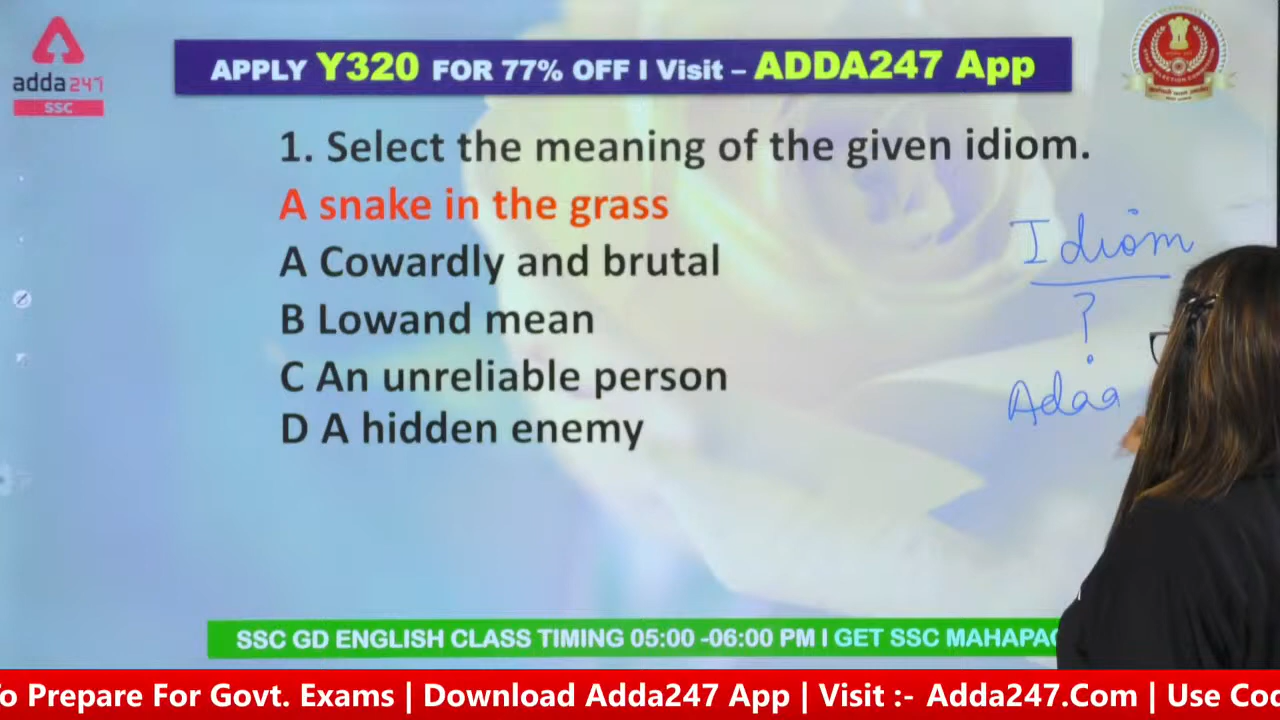 adda247
SSC
APPLY Y320 FOR 77% OFF I Visit – ADDA247 App
1. Select the meaning of the given idiom.
A snake in the grass
A Cowardly and brutal
B Lowand mean
C An unreliable person
D A hidden enemy
Idiom
?
Adaa
SSC GD ENGLISH CLASS TIMING 05:00 -06:00 PM I GET SSC MAHAPAC
To Prepare For Govt. Exams | Download Adda247 App | Visit :- Adda247.Com | Use Cod